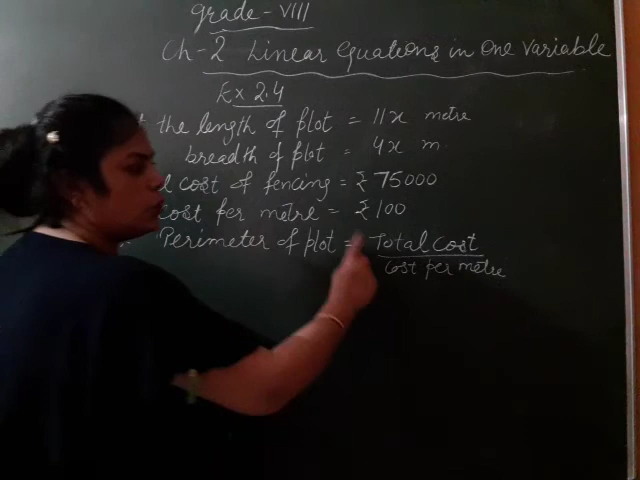 grade - VIII
Ch-2 Linear Equations in One Variable
Ex 2.4
the length of plot = 11x metre
breadth of plot = 4x m
cost of fencing = ₹ 75000
cost per metre = ₹ 100
Perimeter of plot = Total Cost
cost per metre